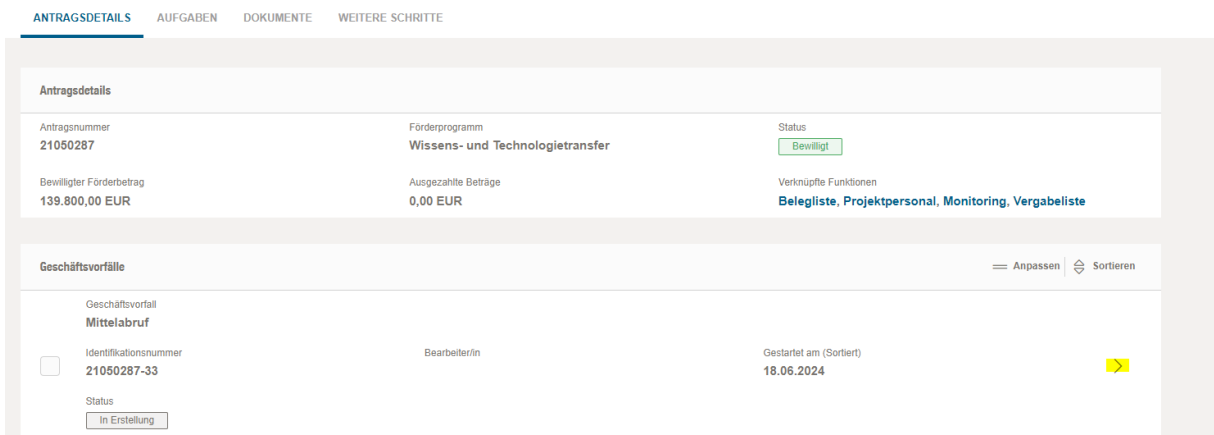 ANTRAGSDETAILS AUFGABEN DOKUMENTE WEITERE SCHRITTE
Antragsdetails
Antragsnummer Förderprogramm Status
21050287 Wissens- und Technologietransfer Bewilligt
Bewilligter Förderbetrag Ausgezahlte Beträge Verknüpfte Funktionen
139.800,00 EUR 0,00 EUR Belegliste, Projektpersonal, Monitoring, Vergabeliste
Geschäftsvorfälle Anpassen Sortieren
Geschäftsvorfall
Mittelabruf
Identifikationsnummer Bearbeiter/in Gestartet am (Sortiert)
21050287-33 18.06.2024
Status
In Erstellung